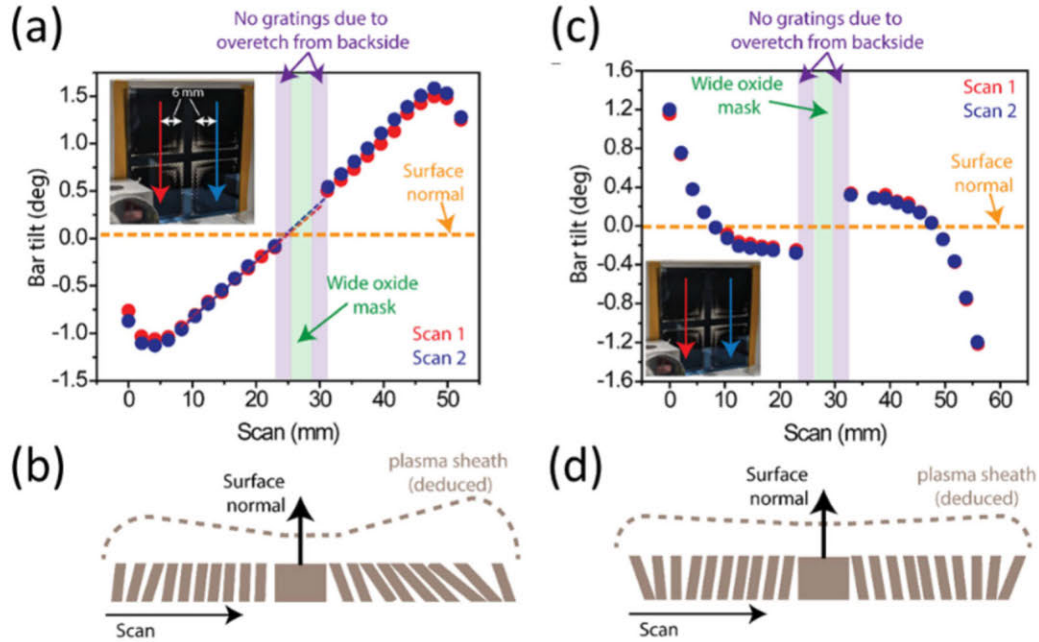 (a)
No gratings due to
overetch from backside
1.5
1.0
0.5
0.0
-0.5
-1.0
-1.5
Bar tilt (deg)
6 mm
Surface
normal
Wide oxide
mask
Scan 1
Scan 2
0
10
20
30
40
50
Scan (mm)
(b)
Surface
normal
plasma sheath
(deduced)
Scan
(c)
No gratings due to
overetch from backside
1.6
1.2
0.8
0.4
0.0
-0.4
-0.8
-1.2
-1.6
Bar tilt (deg)
Wide oxide
mask
Scan 1
Scan 2
Surface
normal
0
10
20
30
40
50
60
Scan (mm)
(d)
Surface
normal
plasma sheath
(deduced)
Scan